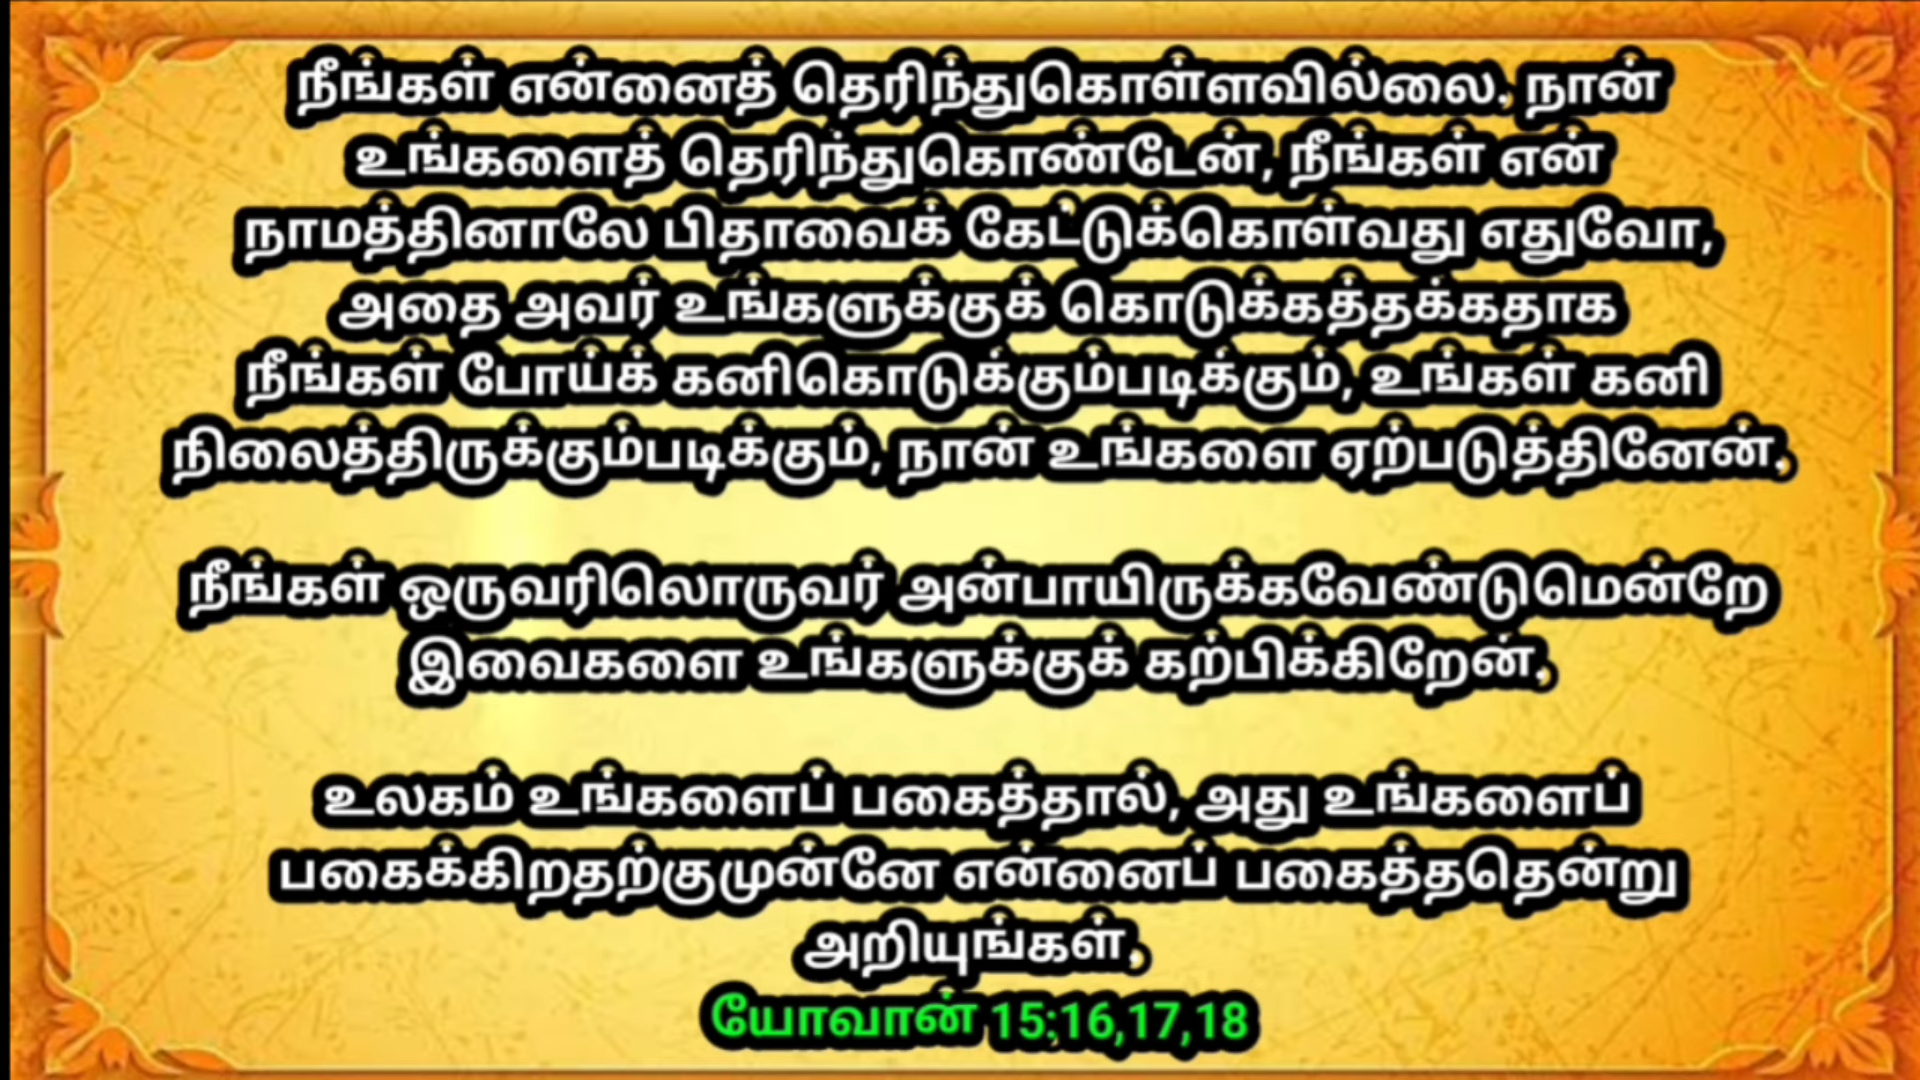 நீங்கள் என்னைத் தெரிந்துகொள்ளவில்லை, நான்
உங்களைத் தெரிந்துகொண்டேன், நீங்கள் என்
நாமத்தினாலே பிதாவைக் கேட்டுக்கொள்வது எதுவோ,
அதை அவர் உங்களுக்குக் கொடுக்கத்தக்கதாக
நீங்கள் போய்க் கனிகொடுக்கும்படிக்கும், உங்கள் கனி
நிலைத்திருக்கும்படிக்கும், நான் உங்களை ஏற்படுத்தினேன்.
நீங்கள் ஒருவரிலொருவர் அன்பாயிருக்கவேண்டுமென்றே
இவைகளை உங்களுக்குக் கற்பிக்கிறேன்.
உலகம் உங்களைப் பகைத்தால், அது உங்களைப்
பகைக்கிறதற்குமுன்னே என்னைப் பகைத்ததென்று
அறியுங்கள்.
யோவான் 15:16,17,18